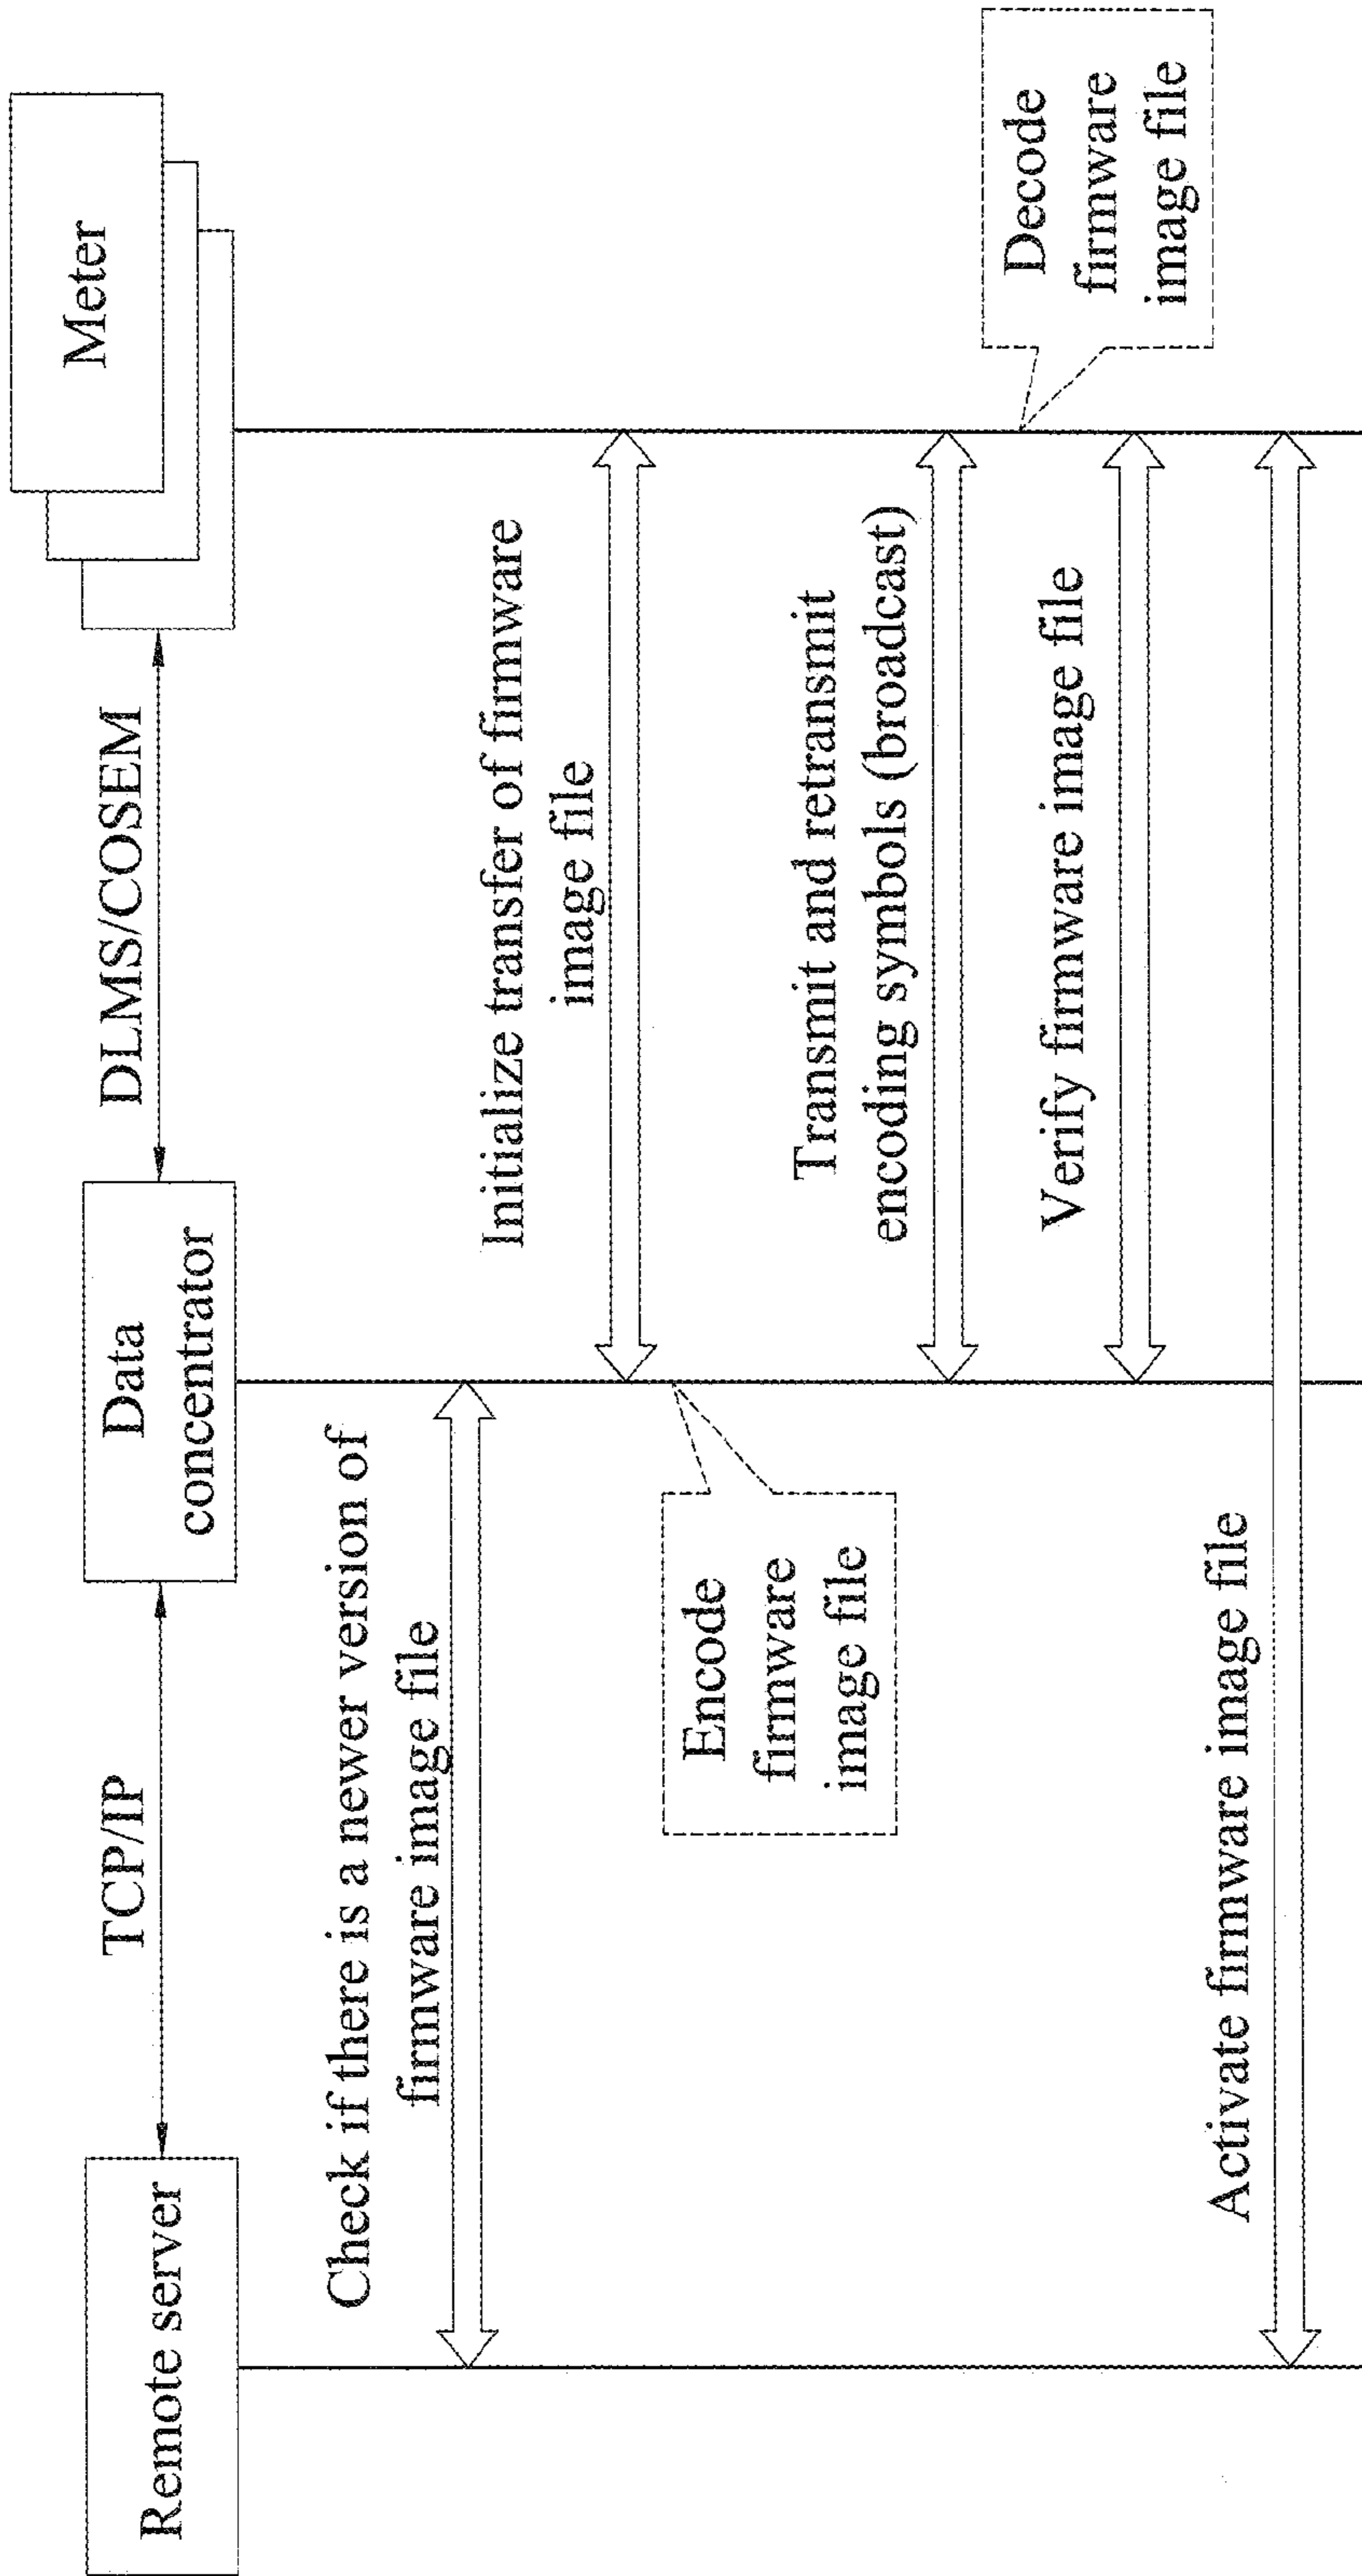 Remote server
TCP/IP
Data
concentrator
DLMS/COSEM
Meter
Check if there is a newer version of
firmware image file
Initialize transfer of firmware
image file
Encode
firmware
image file
Transmit and retransmit
encoding symbols (broadcast)
Decode
firmware
image file
Verify firmware image file
Activate firmware image file